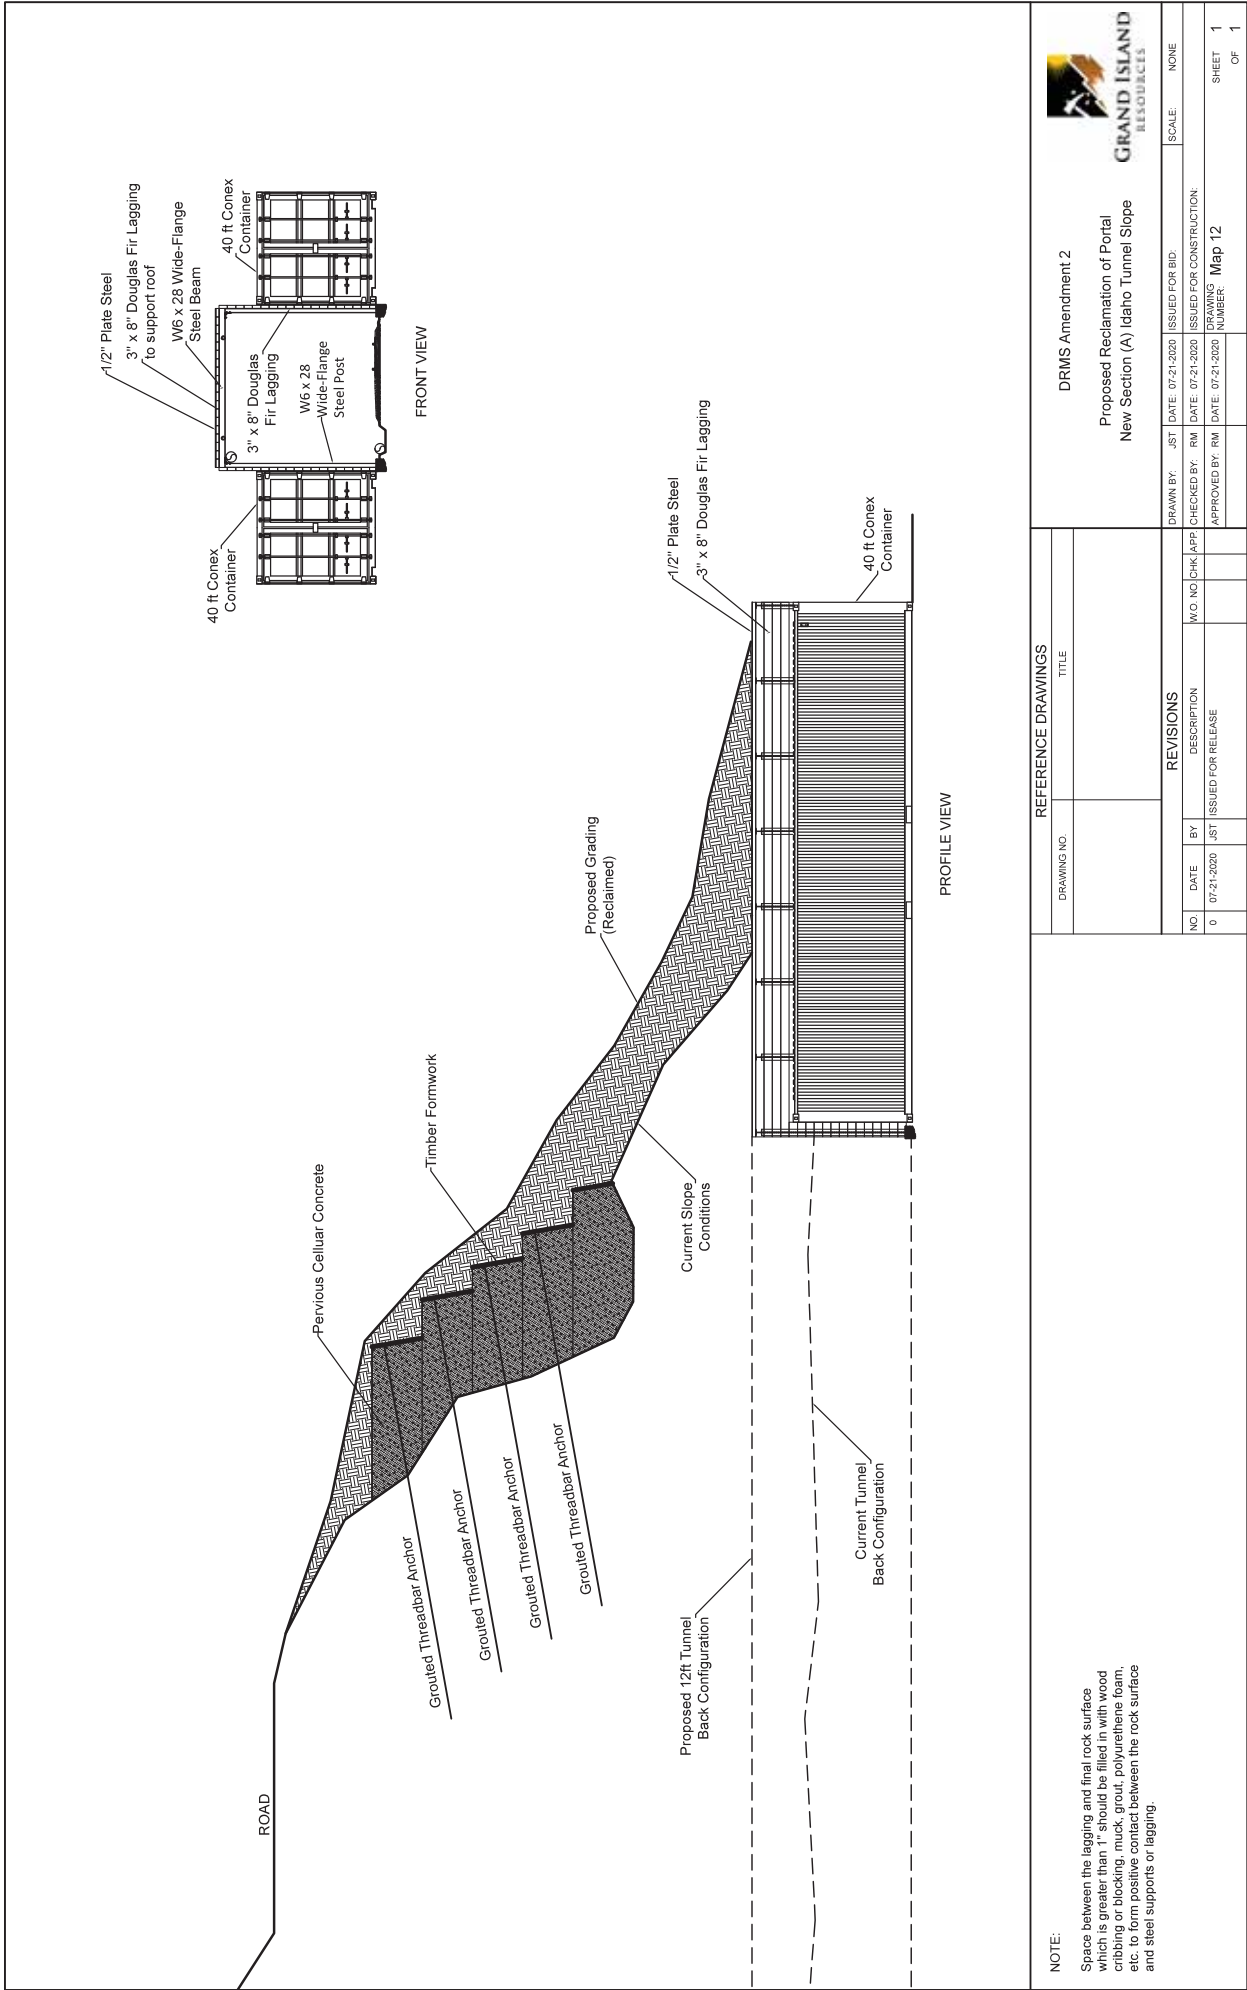 ROAD
Pervious Celluar Concrete
Timber Formwork
Proposed Grading
(Reclaimed)
Grouted Threadbar Anchor
Grouted Threadbar Anchor
Grouted Threadbar Anchor
Grouted Threadbar Anchor
Current Slope
Conditions
Proposed 12ft Tunnel
Back Configuration
Current Tunnel
Back Configuration
1/2" Plate Steel
3" x 8" Douglas Fir Lagging
40 ft Conex
Container
PROFILE VIEW
1/2" Plate Steel
3" x 8" Douglas Fir Lagging
to support roof
W6 x 28 Wide-Flange
Steel Beam
40 ft Conex
Container
40 ft Conex
Container
3" x 8" Douglas
Fir Lagging
W6 x 28
Wide-Flange
Steel Post
FRONT VIEW
NOTE:
Space between the lagging and final rock surface
which is greater than 1" should be filled in with wood
cribbing or blocking, muck, grout, polyurethene foam,
etc. to form positive contact between the rock surface
and steel supports or lagging.
REFERENCE DRAWINGS
DRAWING NO. TITLE
REVISIONS
NO. DATE BY DESCRIPTION W.O. NO. CHK. APP.
0 07-21-2020 JST ISSUED FOR RELEASE
DRMS Amendment 2
Proposed Reclamation of Portal
New Section (A) Idaho Tunnel Slope
GRAND ISLAND
RESOURCES
DRAWN BY: JST DATE: 07-21-2020 ISSUED FOR BID: SCALE: NONE
CHECKED BY: RM DATE: 07-21-2020 ISSUED FOR CONSTRUCTION:
APPROVED BY: RM DATE: 07-21-2020 DRAWING NUMBER: Map 12 SHEET 1
OF 1